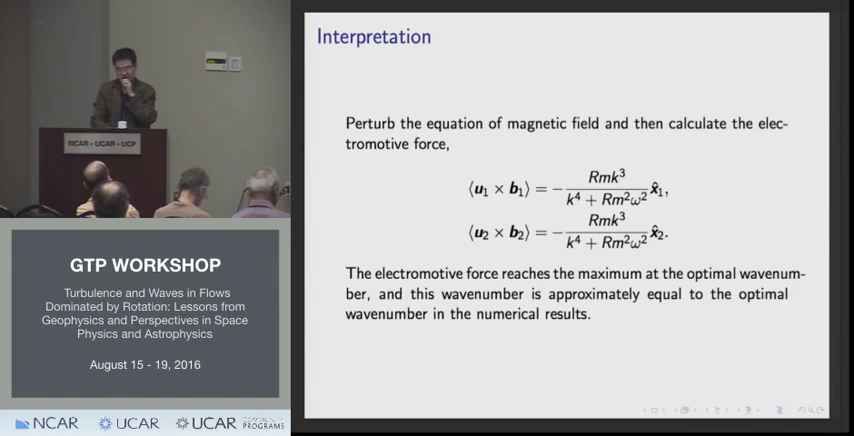 NCAR - UCAR - UCP
GTP WORKSHOP
Turbulence and Waves in Flows
Dominated by Rotation: Lessons from
Geophysics and Perspectives in Space
Physics and Astrophysics
August 15 - 19, 2016
NCAR UCAR UCAR
PROGRAMS
Interpretation
Perturb the equation of magnetic field and then calculate the elec-
tromotive force,
⟨u₁ × b₁⟩ = − Rmk³ / (k⁴ + Rm²ω²) x̂₁,
⟨u₂ × b₂⟩ = − Rmk³ / (k⁴ + Rm²ω²) x̂₂.
The electromotive force reaches the maximum at the optimal wavenum-
ber, and this wavenumber is approximately equal to the optimal
wavenumber in the numerical results.